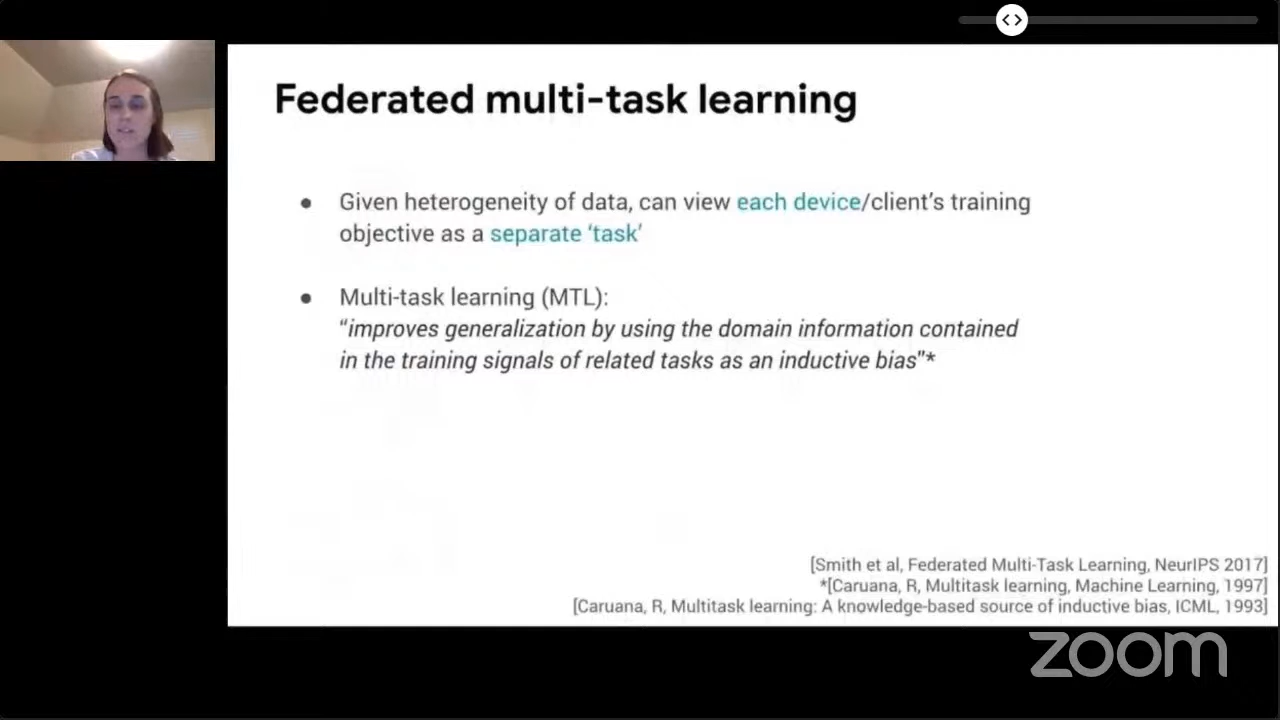 Federated multi-task learning
● Given heterogeneity of data, can view each device/client’s training
objective as a separate ‘task’
● Multi-task learning (MTL):
“improves generalization by using the domain information contained
in the training signals of related tasks as an inductive bias”*
[Smith et al, Federated Multi-Task Learning, NeurIPS 2017]
*[Caruana, R, Multitask learning, Machine Learning, 1997]
[Caruana, R, Multitask learning: A knowledge-based source of inductive bias, ICML, 1993]
zoom